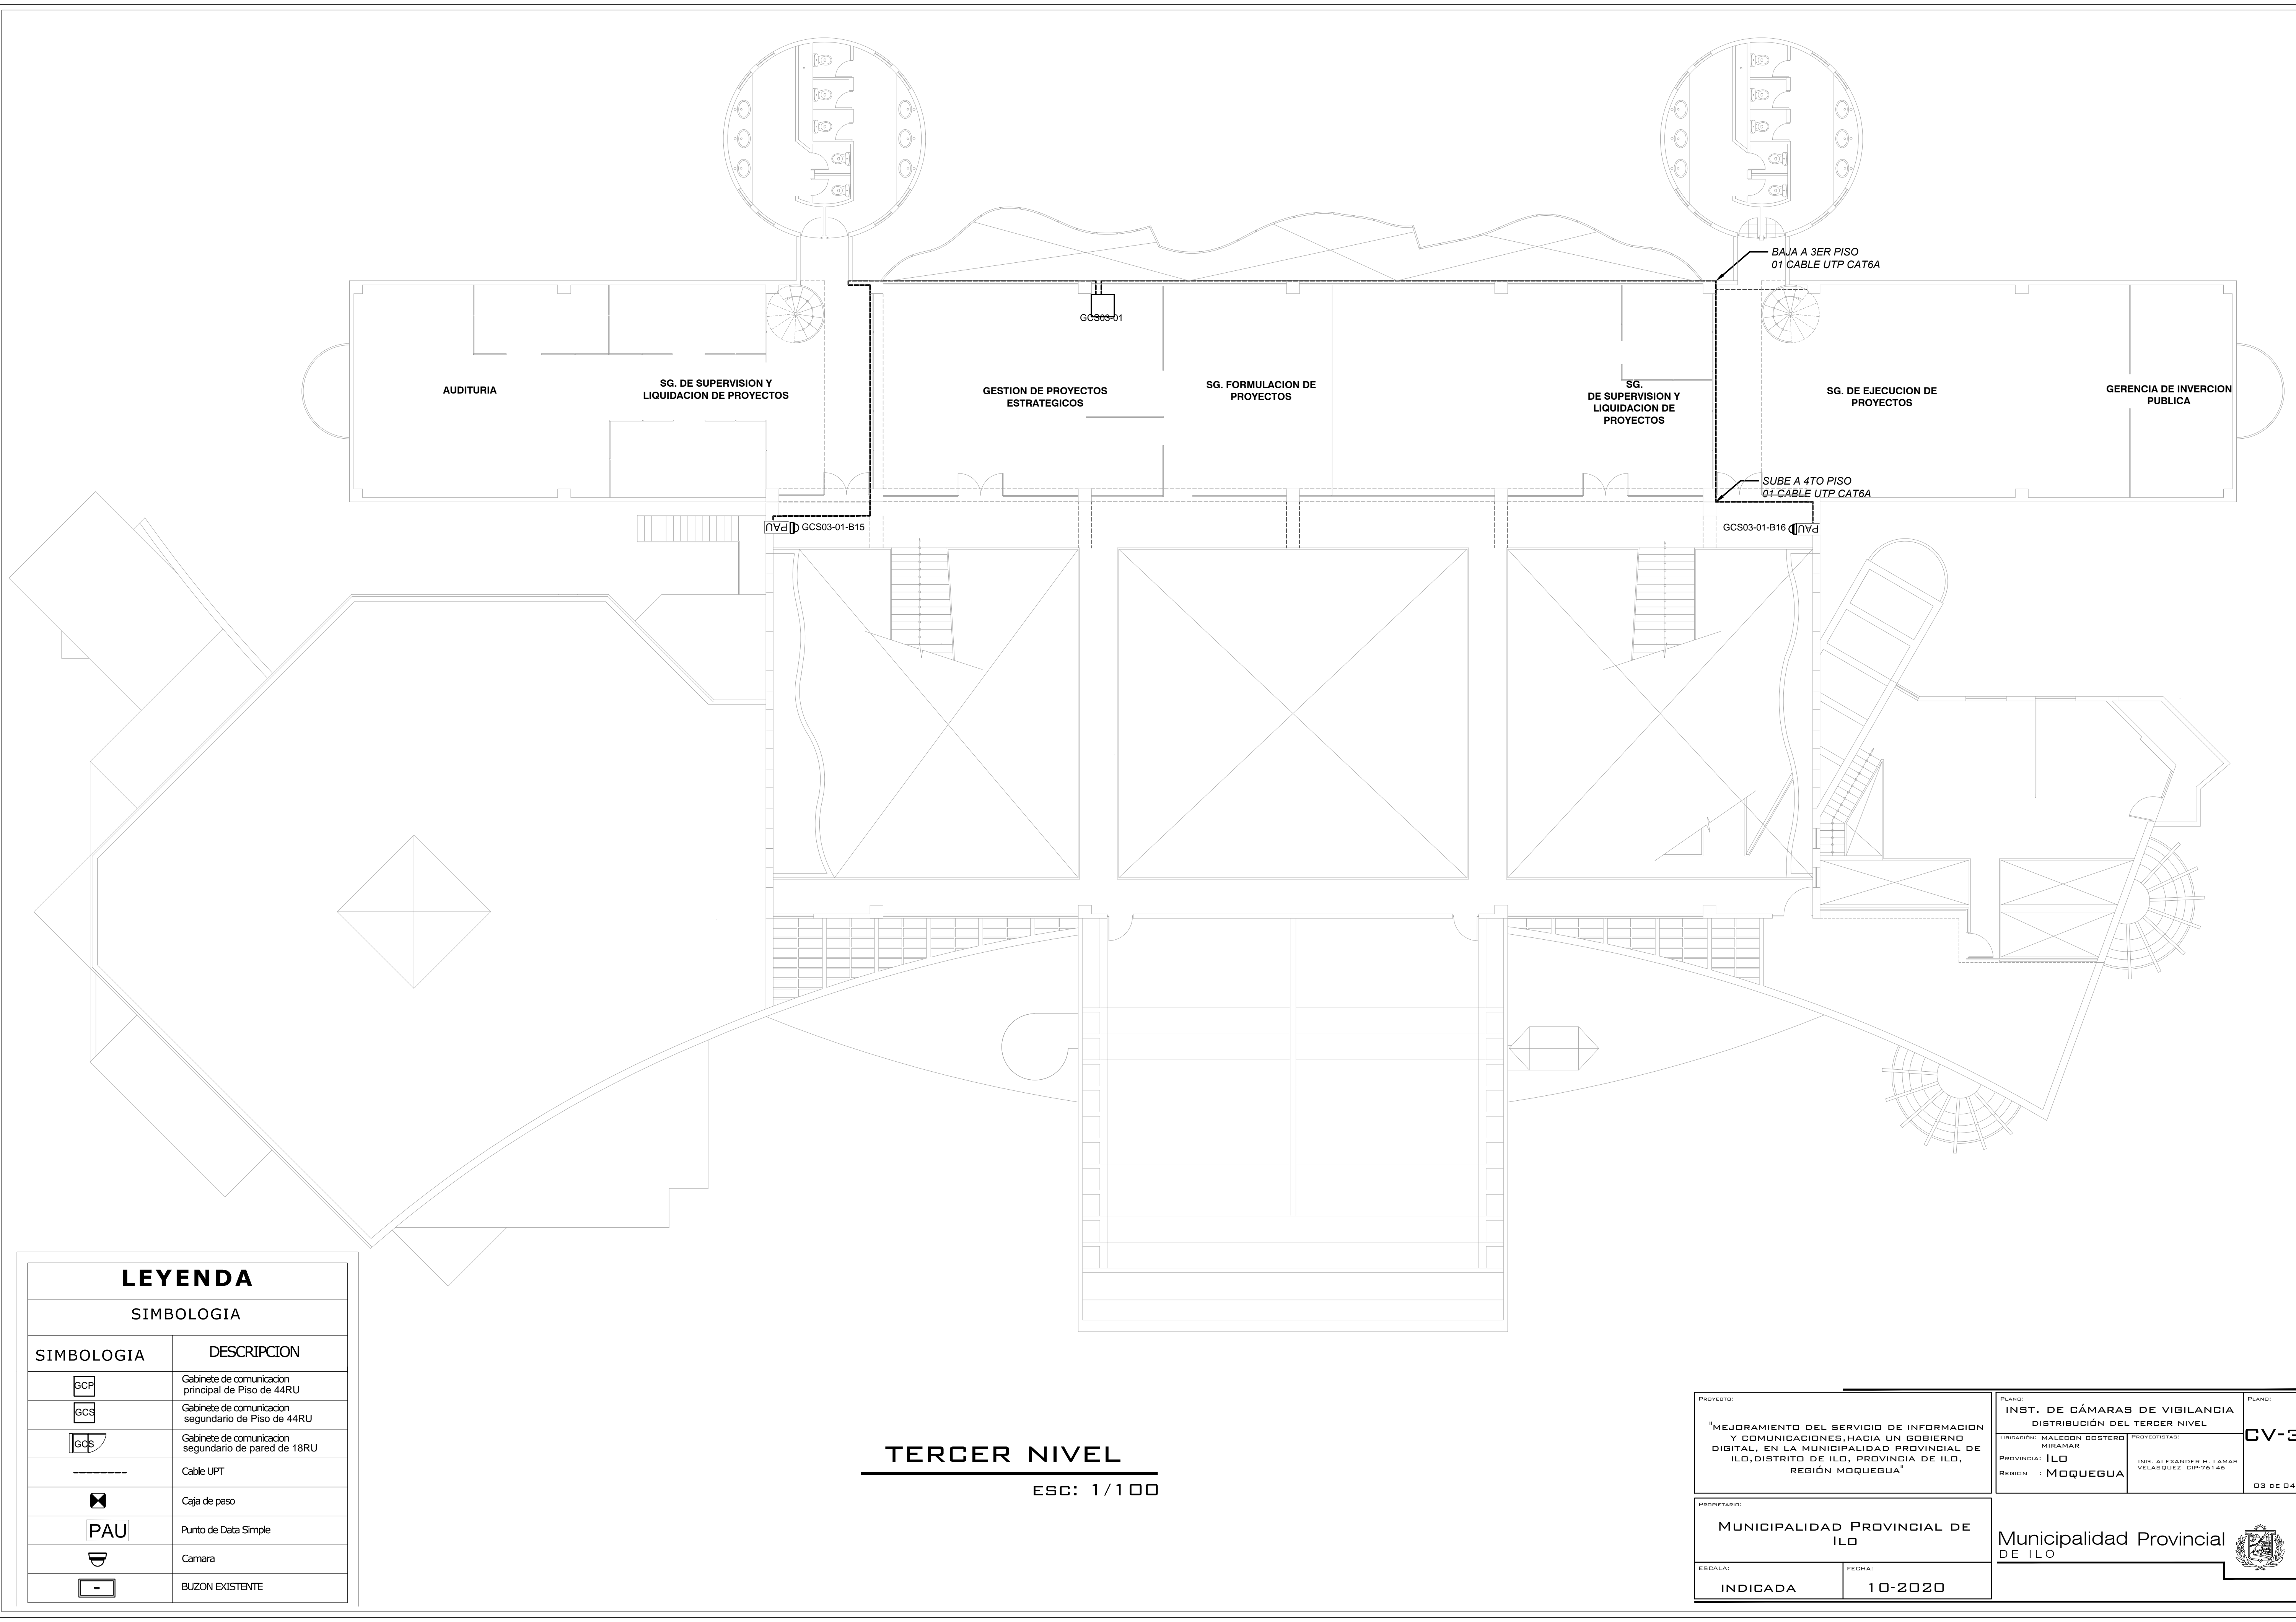 BAJA A 3ER PISO
01 CABLE UTP CAT6A
GCS03-01
AUDITURIA
SG. DE SUPERVISION Y
LIQUIDACION DE PROYECTOS
GESTION DE PROYECTOS
ESTRATEGICOS
SG. FORMULACION DE
PROYECTOS
SG.
DE SUPERVISION Y
LIQUIDACION DE
PROYECTOS
SG. DE EJECUCION DE
PROYECTOS
GERENCIA DE INVERCION
PUBLICA
SUBE A 4TO PISO
01 CABLE UTP CAT6A
PAU
GCS03-01-B15
GCS03-01-B16
PAU
LEYENDA
SIMBOLOGIA
SIMBOLOGIA
DESCRIPCION
GCP
Gabinete de comunicacion
principal de Piso de 44RU
GCS
Gabinete de comunicacion
segundario de Piso de 44RU
GCS
Gabinete de comunicacion
segundario de pared de 18RU
Cable UPT
Caja de paso
PAU
Punto de Data Simple
Camara
BUZON EXISTENTE
TERCER NIVEL
ESC: 1/100
PROYECTO:
"MEJORAMIENTO DEL SERVICIO DE INFORMACION
Y COMUNICACIONES,HACIA UN GOBIERNO
DIGITAL, EN LA MUNICIPALIDAD PROVINCIAL DE
ILO,DISTRITO DE ILO, PROVINCIA DE ILO,
REGIÓN MOQUEGUA"
PLANO:
INST. DE CÁMARAS DE VIGILANCIA
DISTRIBUCIÓN DEL TERCER NIVEL
UBICACIÓN: MALECON COSTERO
MIRAMAR
PROVINCIA: ILO
REGION : MOQUEGUA
PROYECTISTAS:
ING. ALEXANDER H. LAMAS
VELASQUEZ CIP-76146
PLANO:
CV-3
03 DE 04
PROPIETARIO:
MUNICIPALIDAD PROVINCIAL DE
ILO
ESCALA:
INDICADA
FECHA:
10-2020
Municipalidad Provincial
DE ILO